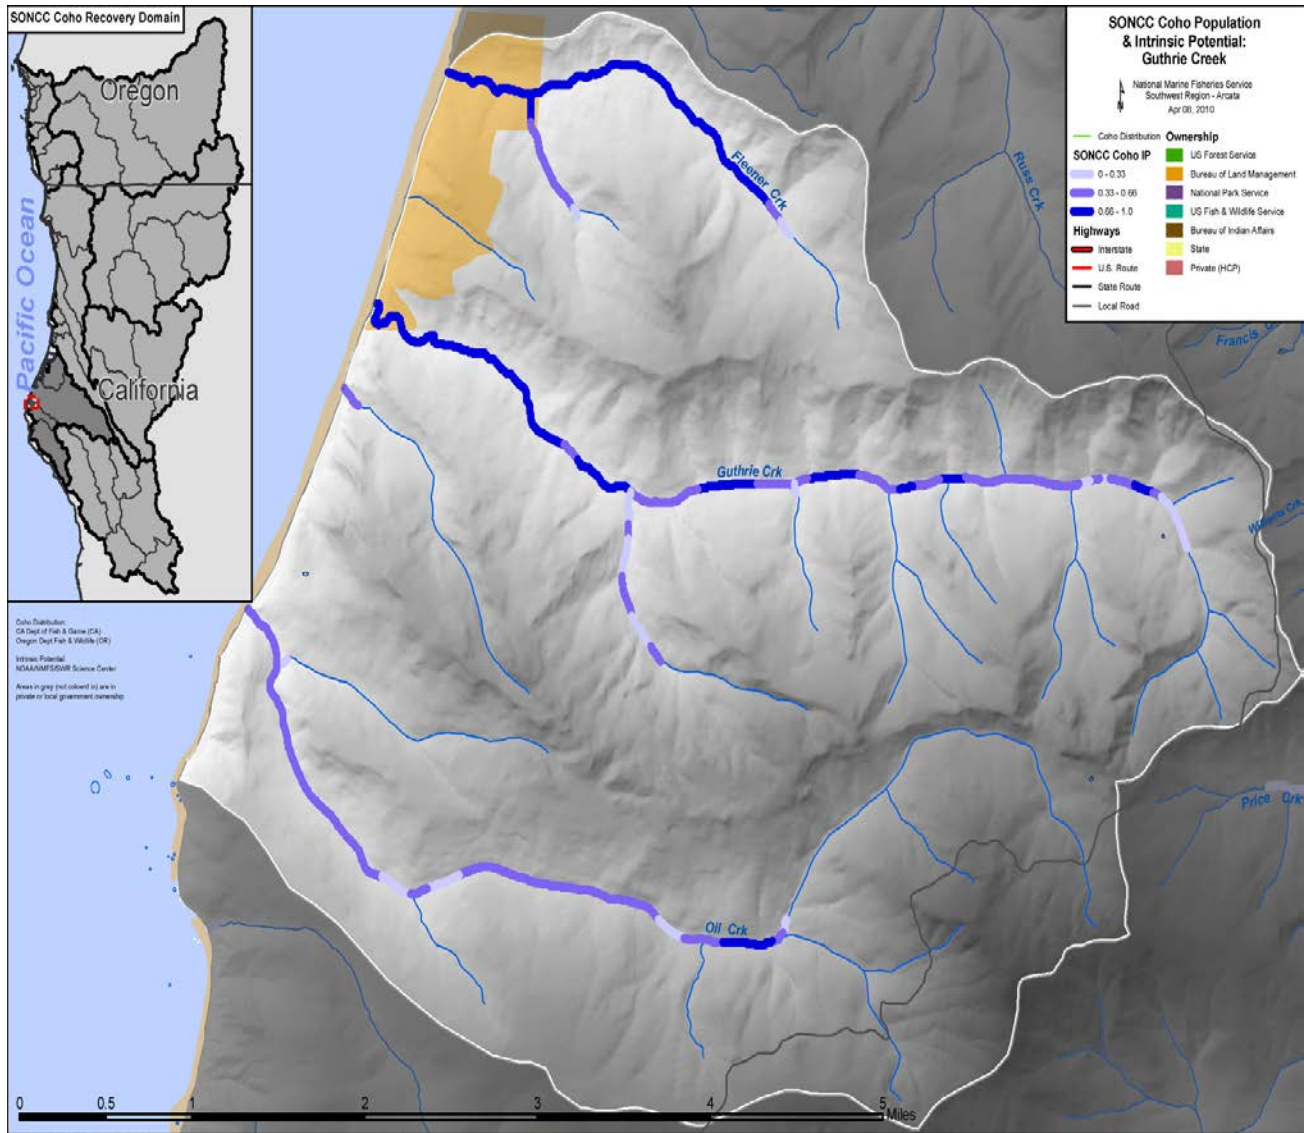 SONCC Coho Recovery Domain
Oregon
Pacific Ocean
California
SONCC Coho Population
& Intrinsic Potential:
Guthrie Creek
National Marine Fisheries Service
Southwest Region - Arcata
Apr 08, 2010
N
Coho Distribution
SONCC Coho IP
0 - 0.33
0.33 - 0.66
0.66 - 1.0
Highways
Interstate
U.S. Route
State Route
Local Road
Ownership
US Forest Service
Bureau of Land Management
National Park Service
US Fish & Wildlife Service
Bureau of Indian Affairs
State
Private (HCP)
Fleener Crk
Russ Crk
Francis
Guthrie Crk
Williams Crk
Price Crk
Oil Crk
Coho Distribution:
CA Dept of Fish & Game (CA)
Oregon Dept Fish & Wildlife (OR)
Intrinsic Potential:
NOAA/NMFS/SWR Science Center
Areas in grey (not colored in) are in
private or local government ownership
0 0.5 1 2 3 4 5 Miles